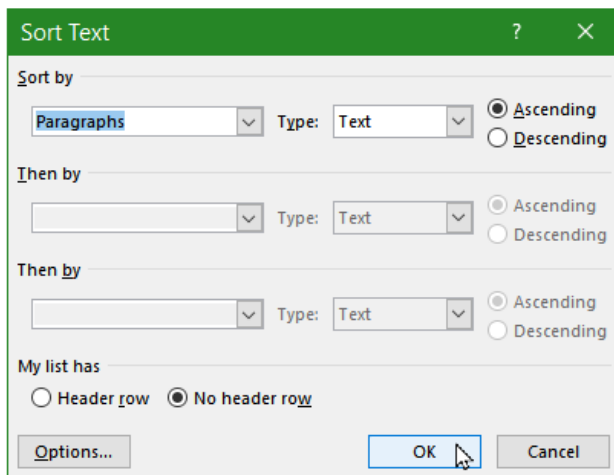 Sort Text ?
Sort by
Paragraphs Type: Text Ascending
Descending
Then by
Type: Text Ascending
Descending
Then by
Type: Text Ascending
Descending
My list has
Header row No header row
Options... OK Cancel